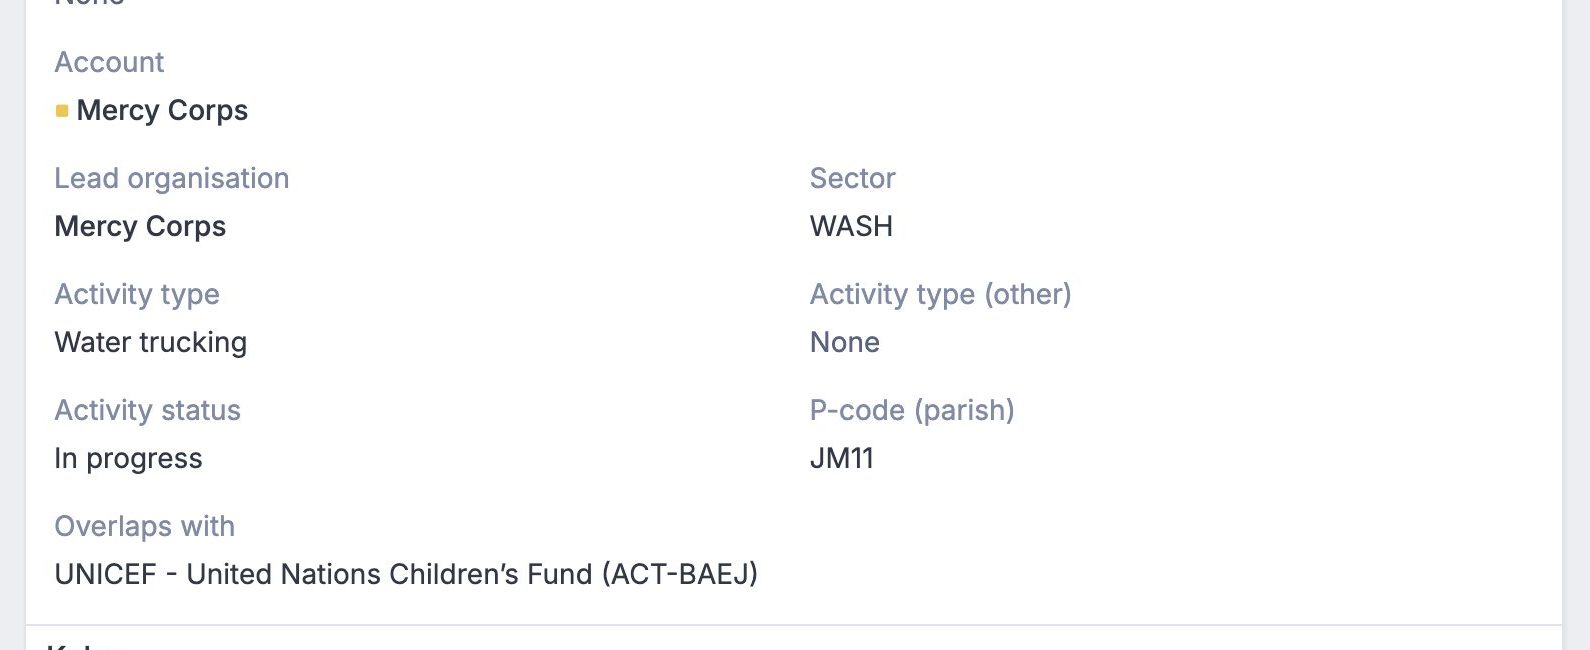 None
Account
Mercy Corps
Lead organisation
Sector
Mercy Corps
WASH
Activity type
Activity type (other)
Water trucking
None
Activity status
P-code (parish)
In progress
JM11
Overlaps with
UNICEF - United Nations Children’s Fund (ACT-BAEJ)